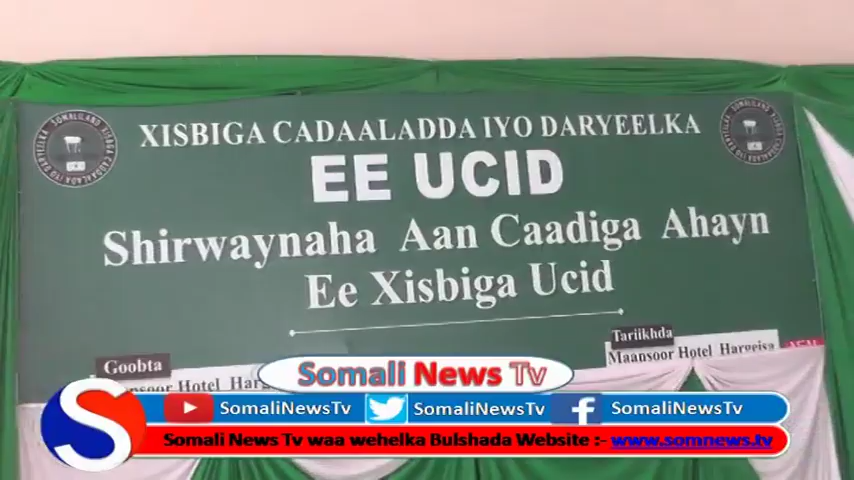 XISBIGA CADAALADDA IYO DARYEELKA
EE UCID
Shirwaynaha Aan Caadiga Ahayn
Ee Xisbiga Ucid
Goobta
Tariikhda
Maansoor Hotel Hargeisa
Somali News Tv
SomaliNewsTv
SomaliNewsTv
SomaliNewsTv
Somali News Tv waa wehelka Bulshada Website :- www.somnews.tv